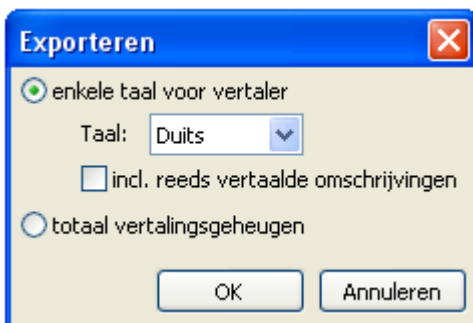 Exporteren
enkele taal voor vertaler
Taal: Duits
incl. reeds vertaalde omschrijvingen
totaal vertalingsgeheugen
OK Annuleren